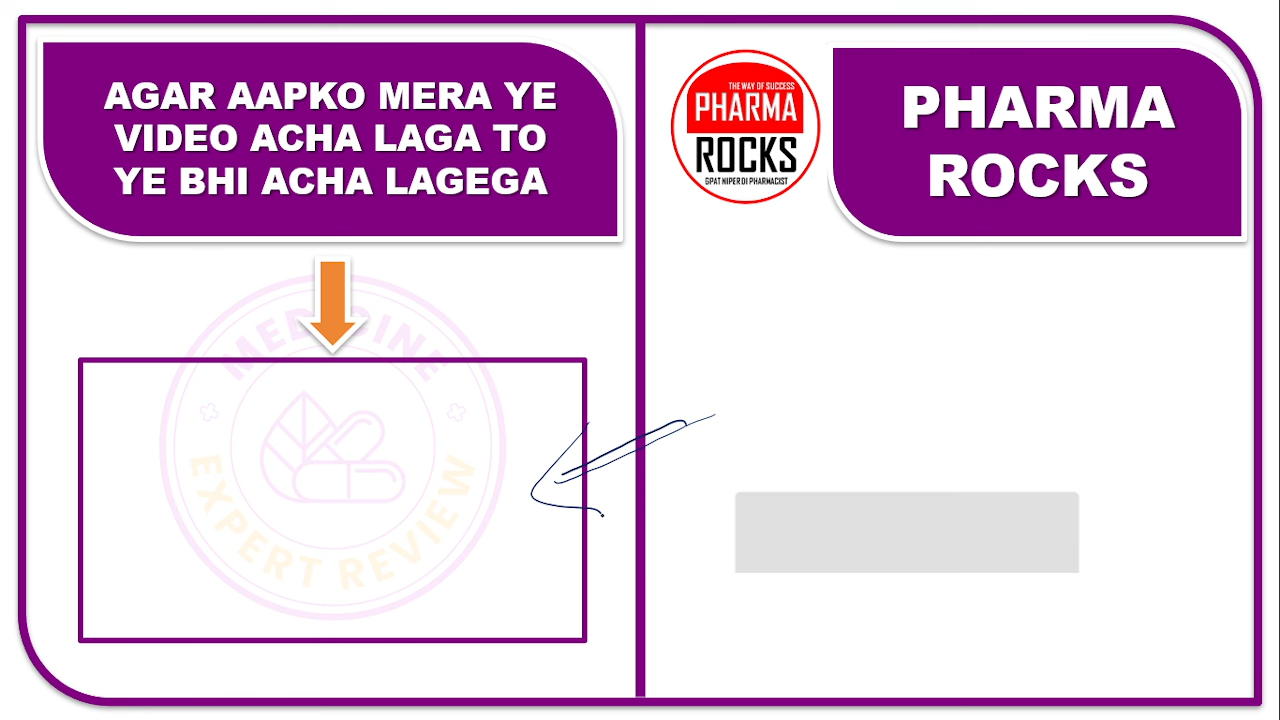 AGAR AAPKO MERA YE
VIDEO ACHA LAGA TO
YE BHI ACHA LAGEGA
MEDICINE
EXPERT REVIEW
THE WAY OF SUCCESS
PHARMA
ROCKS
GPAT NIPER DI PHARMACIST
PHARMA
ROCKS